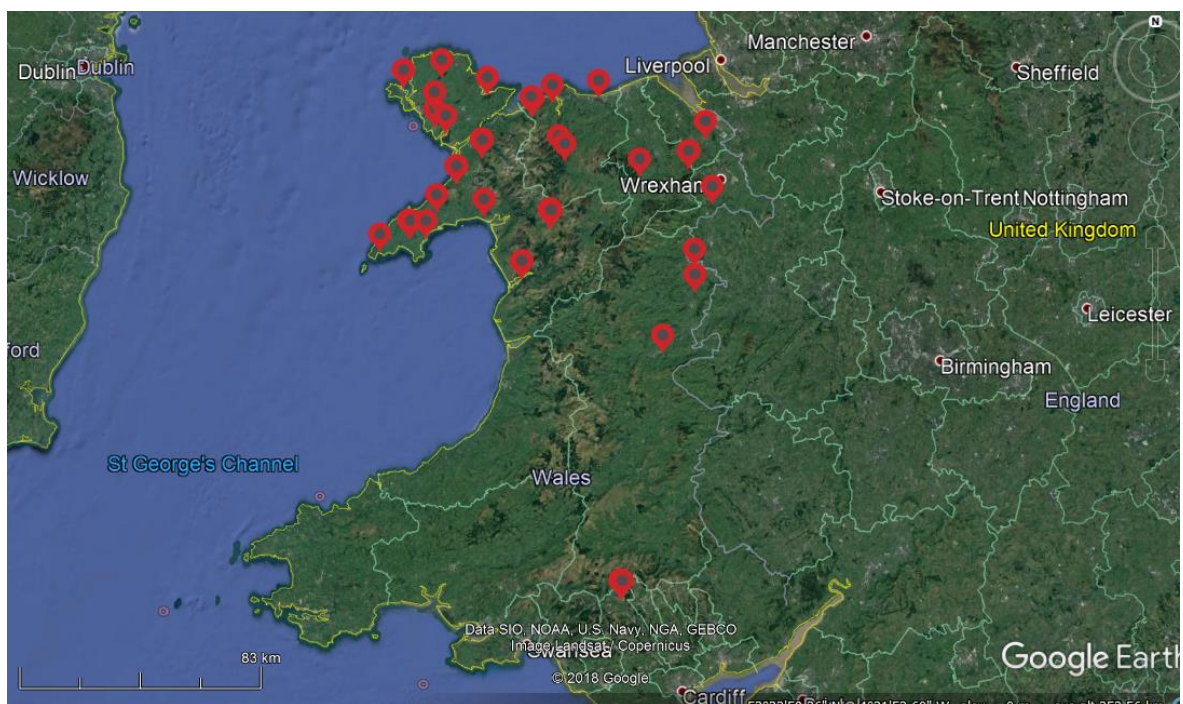 N
Manchester
Dublin Dublin
Liverpool
Sheffield
Wicklow
Wrexham
Stoke-on-Trent Nottingham
United Kingdom
Leicester
ford
Birmingham
England
St George's Channel
Wales
Data SIO, NOAA, U.S. Navy, NGA, GEBCO
Image Landsat / Copernicus
83 km
Swansea
© 2018 Google
Google Earth
Cardiff